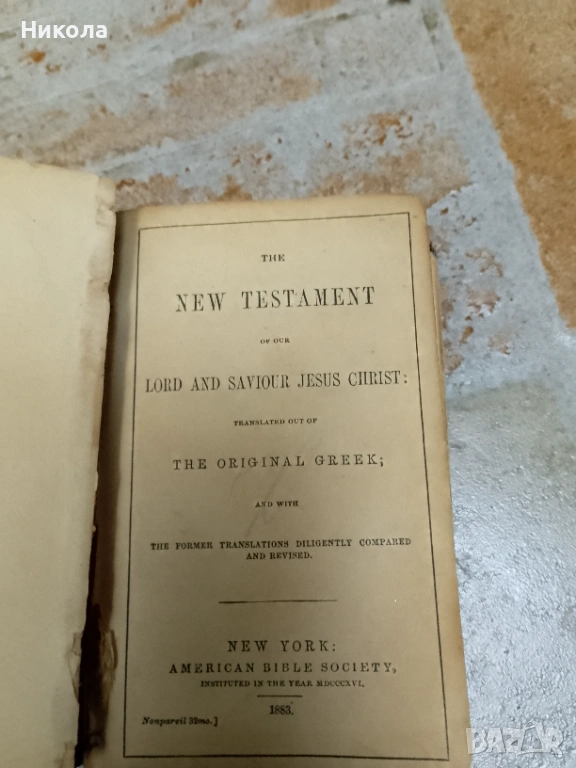 Никола
THE
NEW TESTAMENT
OF OUR
LORD AND SAVIOUR JESUS CHRIST:
TRANSLATED OUT OF
THE ORIGINAL GREEK;
AND WITH
THE FORMER TRANSLATIONS DILIGENTLY COMPARED
AND REVISED.
NEW YORK:
AMERICAN BIBLE SOCIETY,
INSTITUTED IN THE YEAR MDCCCXVI.
1883.
Nonpareil 32mo.]
BAZAR